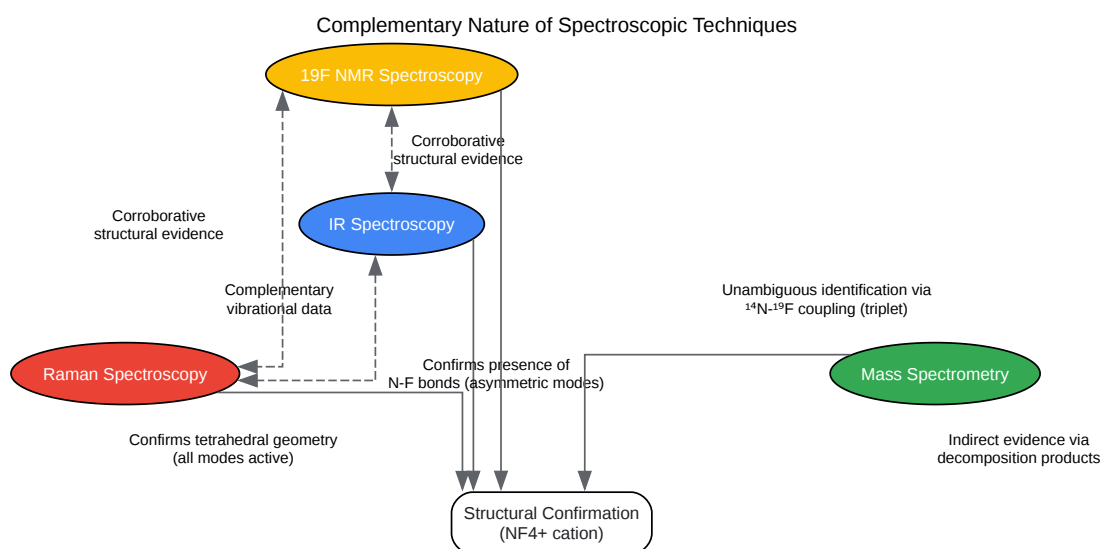 Complementary Nature of Spectroscopic Techniques
19F NMR Spectroscopy
Corroborative
structural evidence
IR Spectroscopy
Corroborative
structural evidence
Complementary
vibrational data
Unambiguous identification via
¹⁴N-¹⁹F coupling (triplet)
Raman Spectroscopy
Confirms presence of
N-F bonds (asymmetric modes)
Mass Spectrometry
Confirms tetrahedral geometry
(all modes active)
Indirect evidence via
decomposition products
Structural Confirmation
(NF4+ cation)